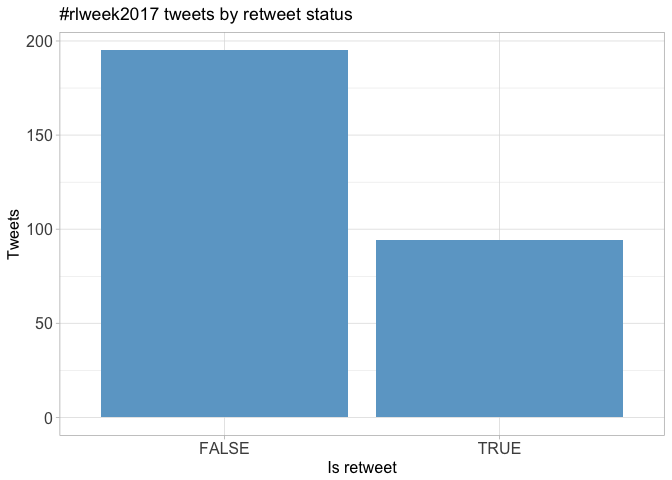 #rlweek2017 tweets by retweet status
Tweets
200
150
100
50
0
FALSE TRUE
Is retweet